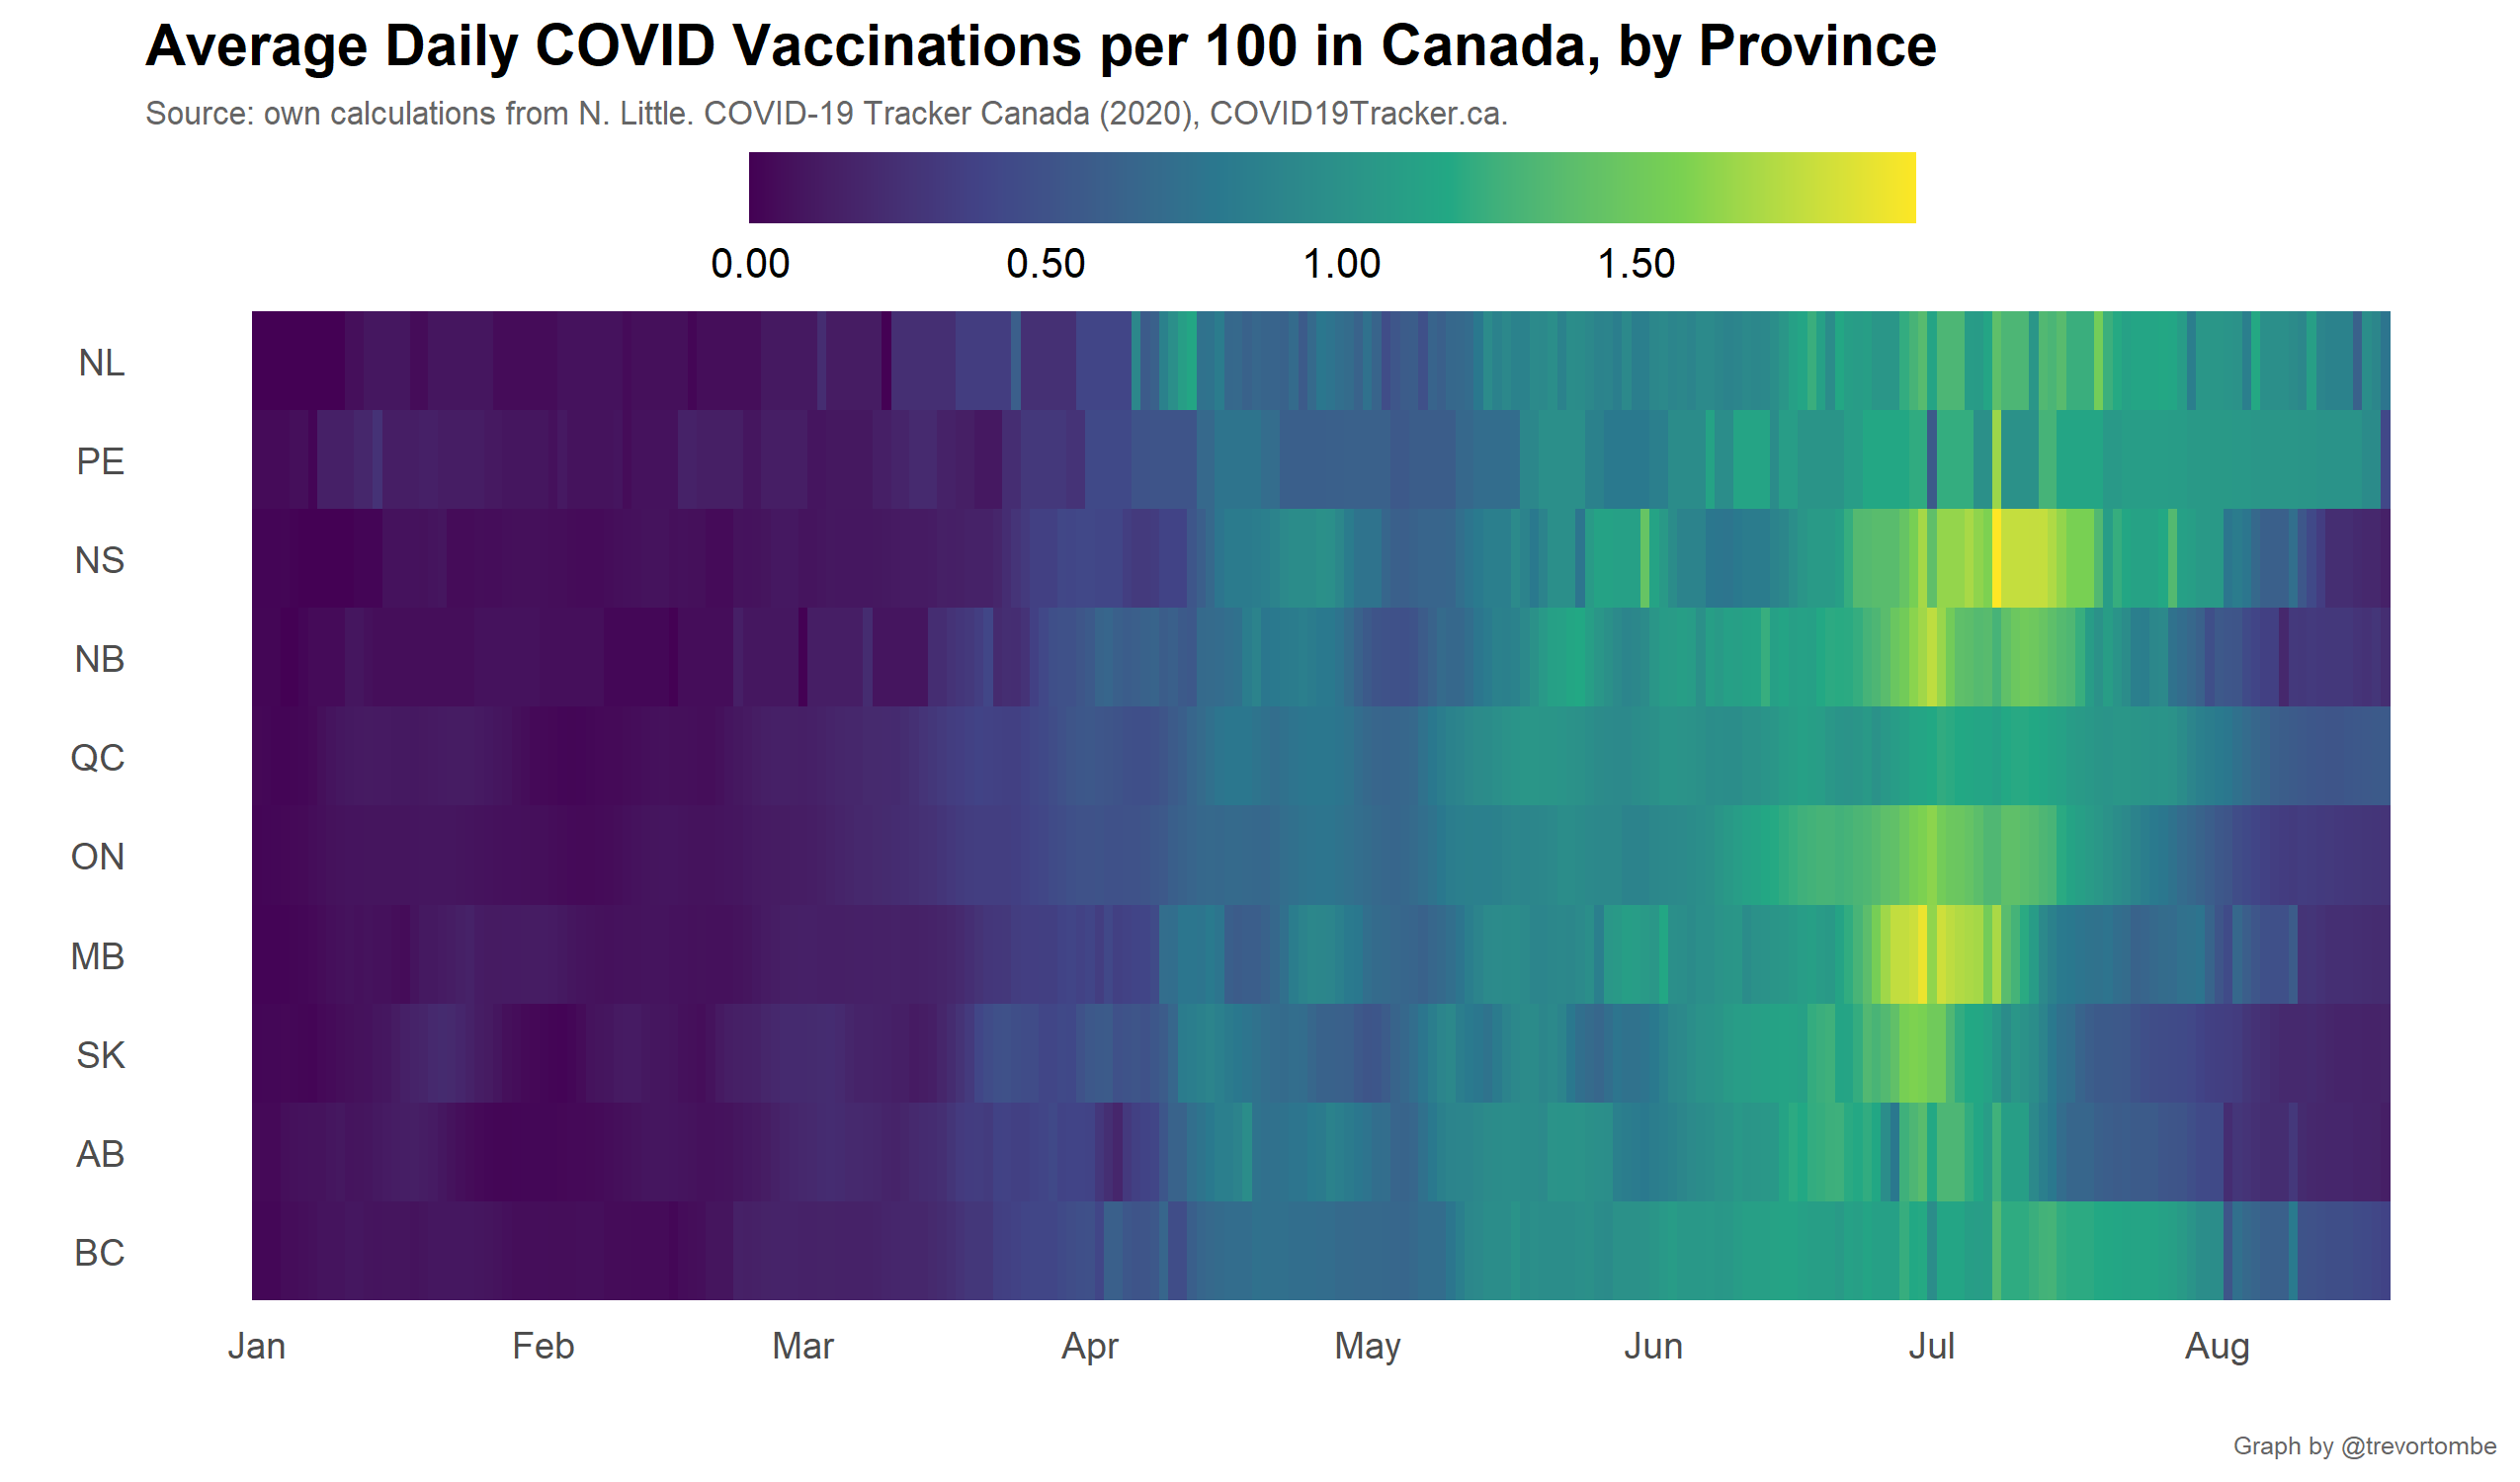 Average Daily COVID Vaccinations per 100 in Canada, by Province
Source: own calculations from N. Little. COVID-19 Tracker Canada (2020), COVID19Tracker.ca.
0.00 0.50 1.00 1.50
NL
PE
NS
NB
QC
ON
MB
SK
AB
BC
Jan Feb Mar Apr May Jun Jul Aug
Graph by @trevortombe